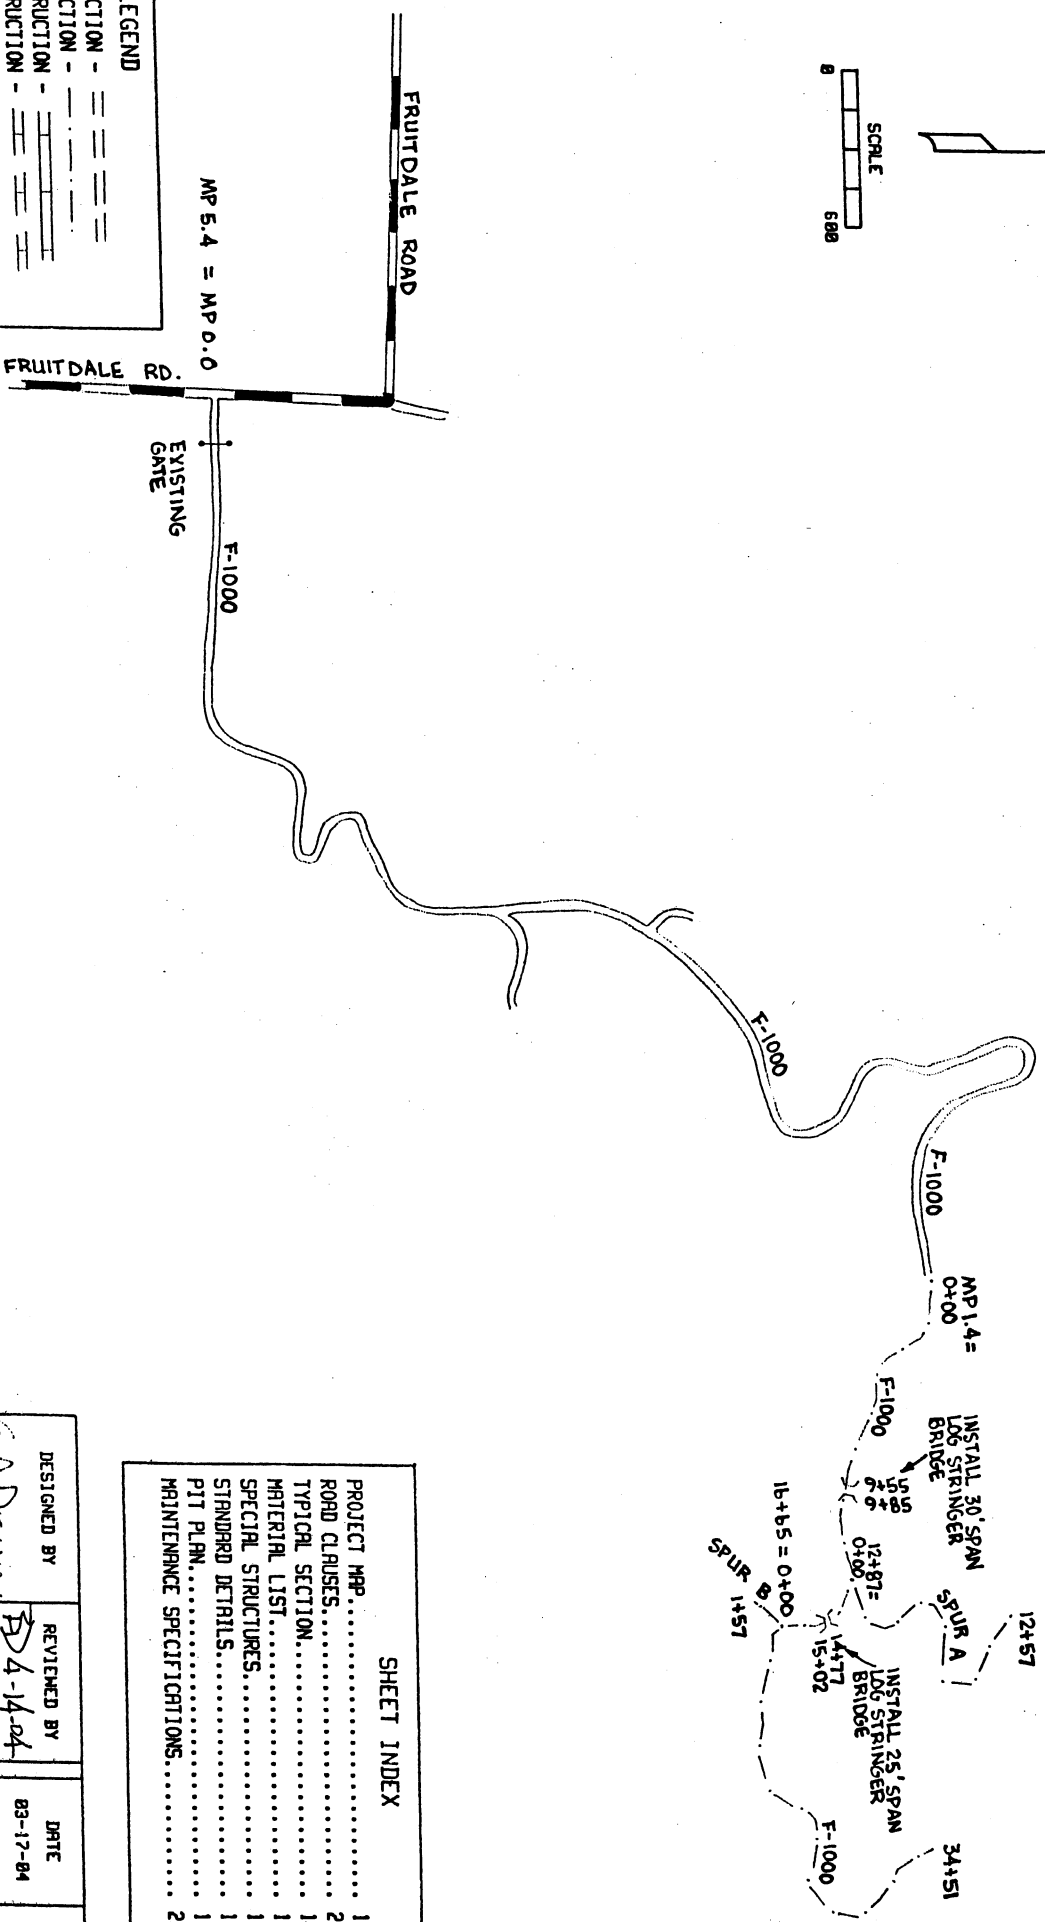 SCALE
0 600
LEGEND
CTION -
CTION -
RUCTION -
RUCTION -
FRUITDALE ROAD
MP 5.4 = MP 0.0
FRUITDALE RD.
EXISTING
GATE
F-1000
F-1000
F-1000
MP 1.4=
0+00
F-1000
INSTALL 30' SPAN
LOG STRINGER
BRIDGE
9+55
9+85
12+87=
0+00
SPUR A
12+57
14+77
15+02
INSTALL 25' SPAN
LOG STRINGER
BRIDGE
16+65 = 0+00
SPUR B
1+57
F-1000
34+51
SHEET INDEX
PROJECT MAP 1
ROAD CLAUSES 2
TYPICAL SECTION 1
MATERIAL LIST 1
SPECIAL STRUCTURES 1
STANDARD DETAILS 1
PIT PLAN 1
MAINTENANCE SPECIFICATIONS 2
DESIGNED BY
REVIEWED BY
4-14-04
DATE
03-17-04